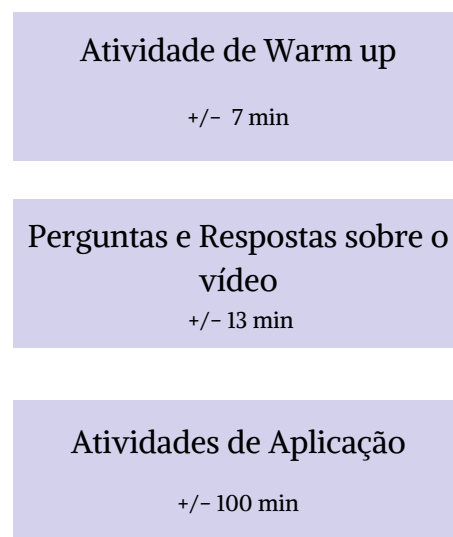 Atividade de Warm up
+/- 7 min
Perguntas e Respostas sobre o
vídeo
+/- 13 min
Atividades de Aplicação
+/- 100 min